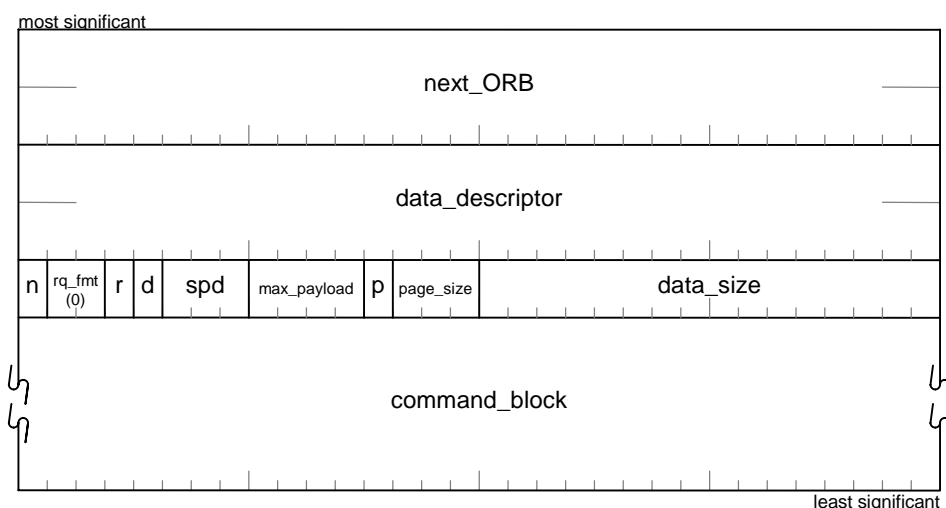 most significant
next_ORB
data_descriptor
n rq_fmt (0) r d spd max_payload p page_size data_size
command_block
least significant